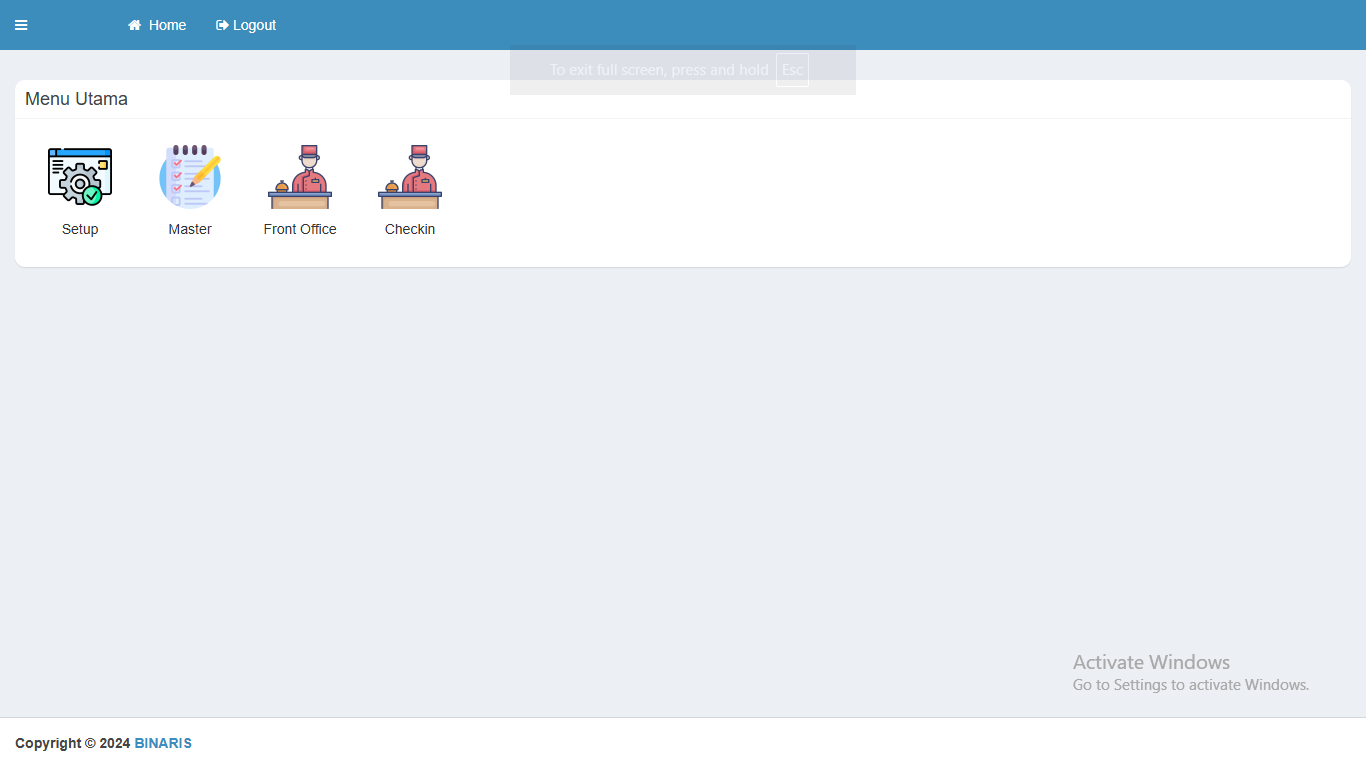 Home Logout
To exit full screen, press and hold Esc
Menu Utama
Setup Master Front Office Checkin
Activate Windows
Go to Settings to activate Windows.
Copyright © 2024 BINARIS